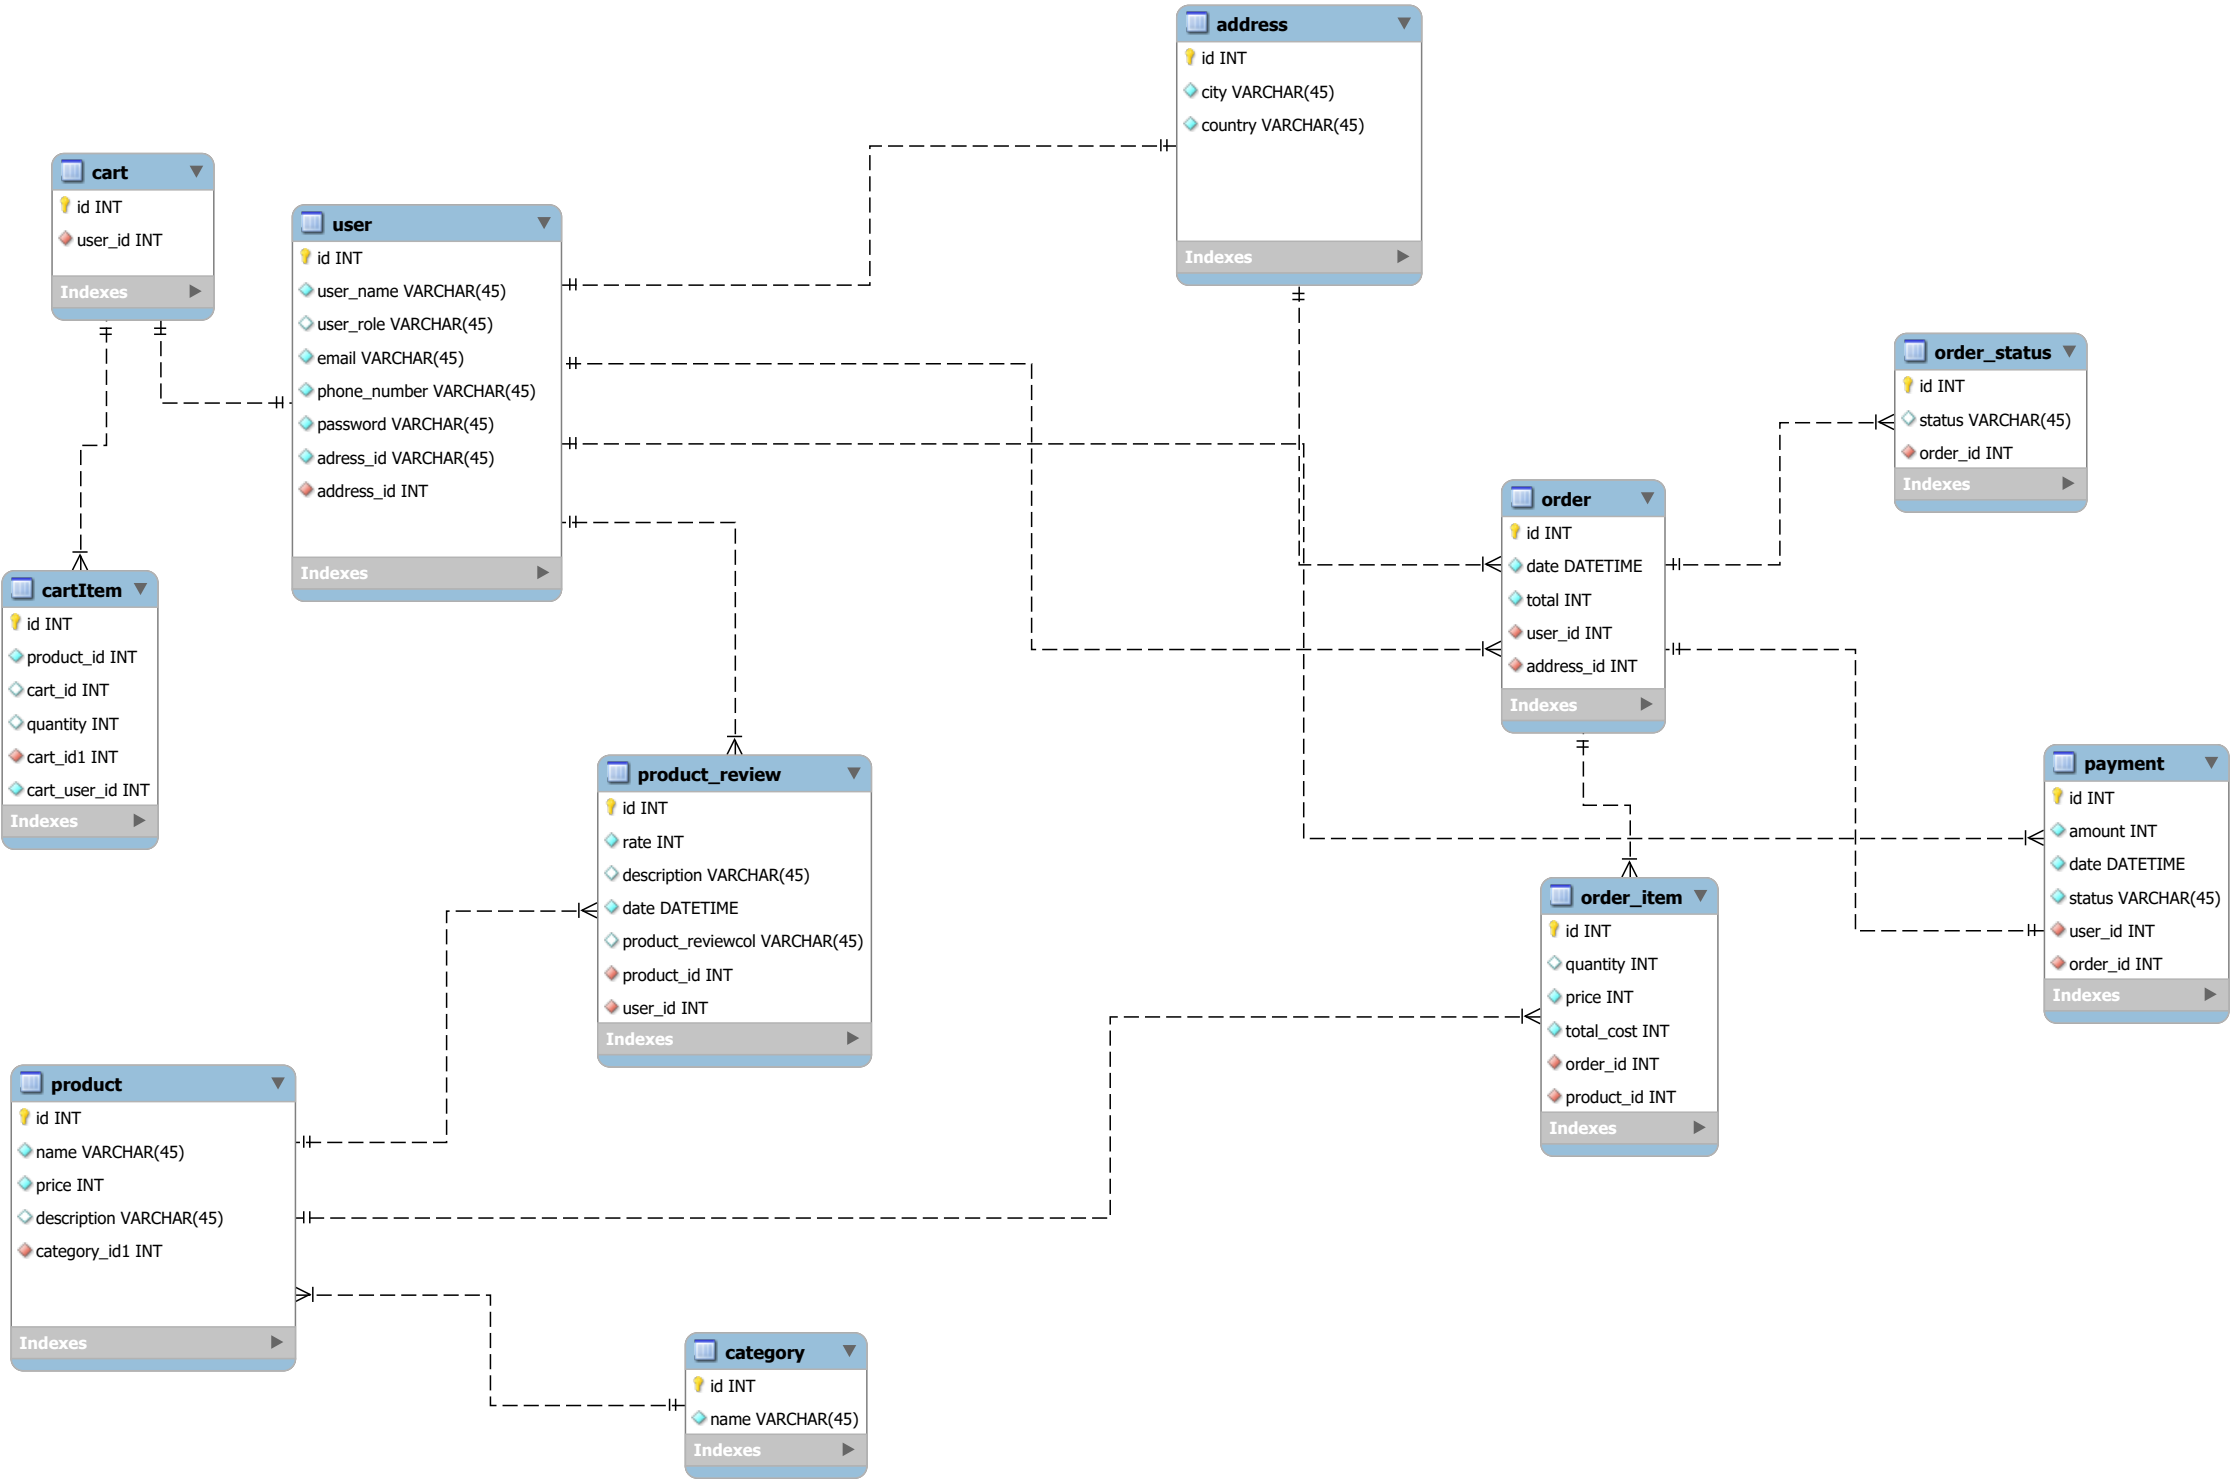 address
id INT
city VARCHAR(45)
country VARCHAR(45)
Indexes
cart
id INT
user_id INT
Indexes
user
id INT
user_name VARCHAR(45)
user_role VARCHAR(45)
email VARCHAR(45)
phone_number VARCHAR(45)
password VARCHAR(45)
adress_id VARCHAR(45)
address_id INT
Indexes
order_status
id INT
status VARCHAR(45)
order_id INT
Indexes
order
id INT
date DATETIME
total INT
user_id INT
address_id INT
Indexes
cartItem
id INT
product_id INT
cart_id INT
quantity INT
cart_id1 INT
cart_user_id INT
Indexes
product_review
id INT
rate INT
description VARCHAR(45)
date DATETIME
product_reviewcol VARCHAR(45)
product_id INT
user_id INT
Indexes
payment
id INT
amount INT
date DATETIME
status VARCHAR(45)
user_id INT
order_id INT
Indexes
order_item
id INT
quantity INT
price INT
total_cost INT
order_id INT
product_id INT
Indexes
product
id INT
name VARCHAR(45)
price INT
description VARCHAR(45)
category_id1 INT
Indexes
category
id INT
name VARCHAR(45)
Indexes